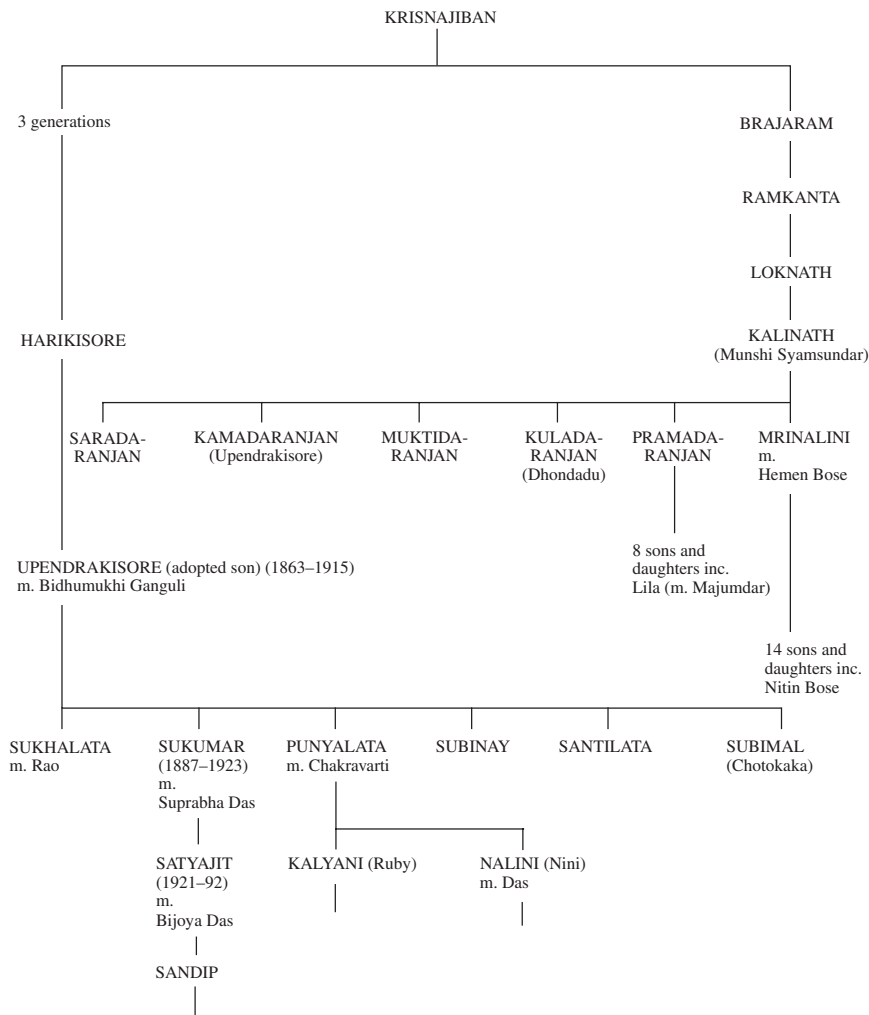 KRISNAJIBAN
3 generations
BRAJARAM
RAMKANTA
LOKNATH
HARIKISORE
KALINATH
(Munshi Syamsundar)
SARADA-
RANJAN
KAMADARANJAN
(Upendrakisore)
MUKTIDA-
RANJAN
KULADA-
RANJAN
(Dhondadu)
PRAMADA-
RANJAN
MRINALINI
m.
Hemen Bose
UPENDRAKISORE (adopted son) (1863–1915)
m. Bidhumukhi Ganguli
8 sons and
daughters inc.
Lila (m. Majumdar)
14 sons and
daughters inc.
Nitin Bose
SUKHALATA
m. Rao
SUKUMAR
(1887–1923)
m.
Suprabha Das
PUNYALATA
m. Chakravarti
SUBINAY
SANTILATA
SUBIMAL
(Chotokaka)
SATYAJIT
(1921–92)
m.
Bijoya Das
KALYANI (Ruby)
NALINI (Nini)
m. Das
SANDIP